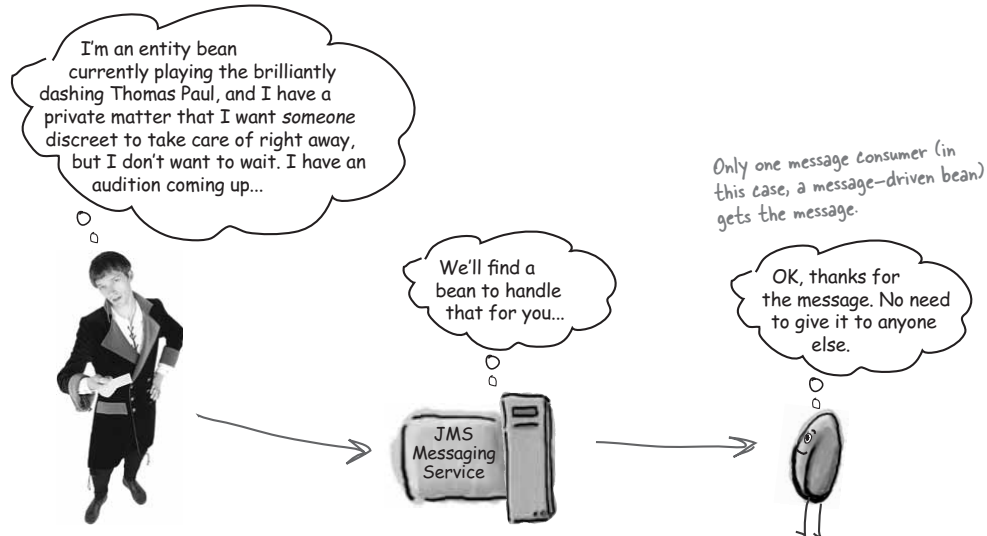 I'm an entity bean
currently playing the brilliantly
dashing Thomas Paul, and I have a
private matter that I want someone
discreet to take care of right away,
but I don't want to wait. I have an
audition coming up...
Only one message consumer (in
this case, a message-driven bean)
gets the message.
We'll find a
bean to handle
that for you...
OK, thanks for
the message. No need
to give it to anyone
else.
JMS
Messaging
Service